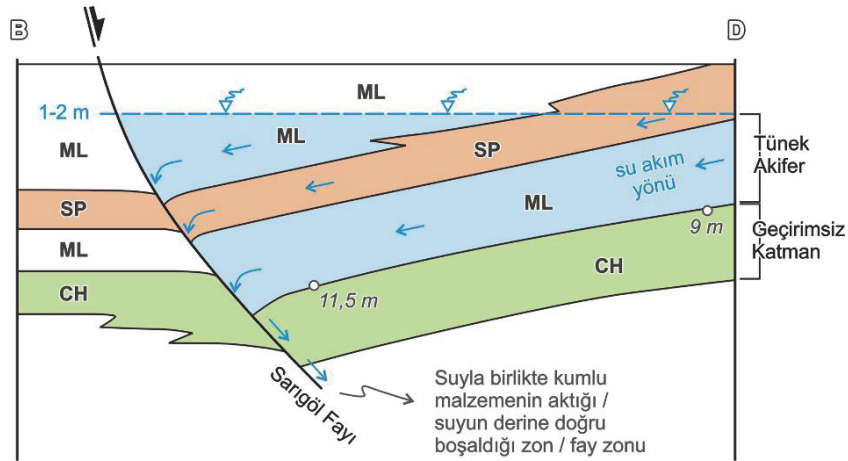 B
D
ML
1-2 m
ML
ML
SP
Tünek
Akifer
su akım
yönü
SP
ML
ML
9 m
Geçirimsiz
Katman
CH
CH
11,5 m
Sarıgöl Fayı
Suyla birlikte kumlu
malzemenin aktığı /
suyun derine doğru
boşaldığı zon / fay zonu